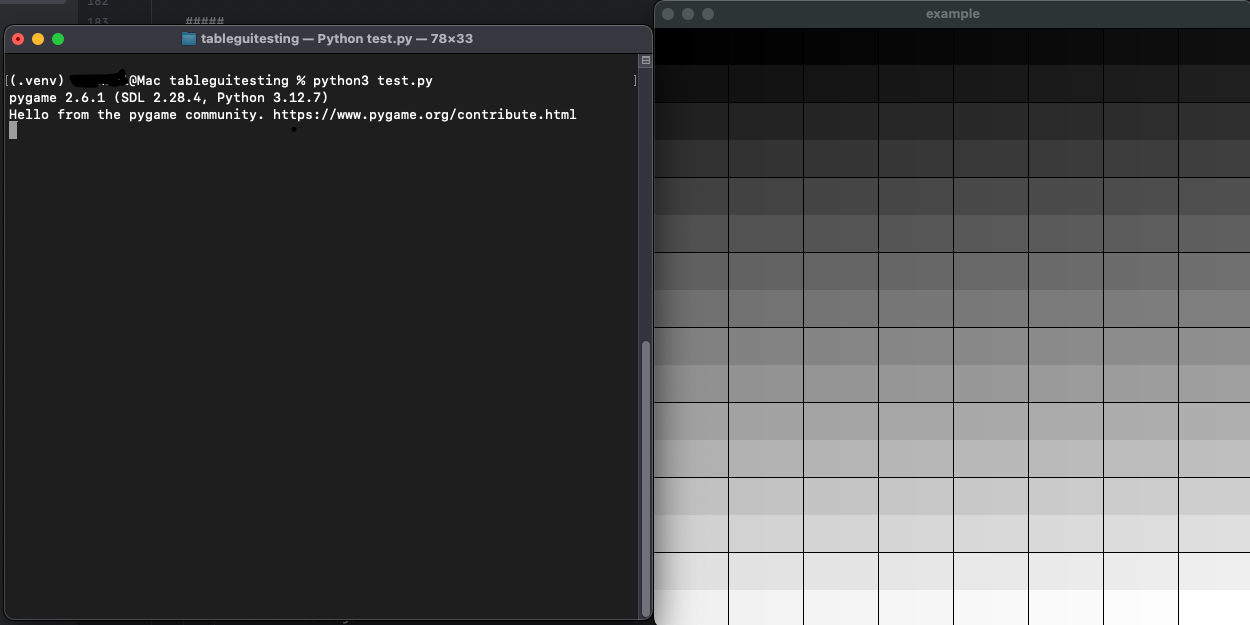 182
183
#####
tableguitesting — Python test.py — 78×33
example
[(.venv) @Mac tableguitesting % python3 test.py ]
pygame 2.6.1 (SDL 2.28.4, Python 3.12.7)
Hello from the pygame community. https://www.pygame.org/contribute.html